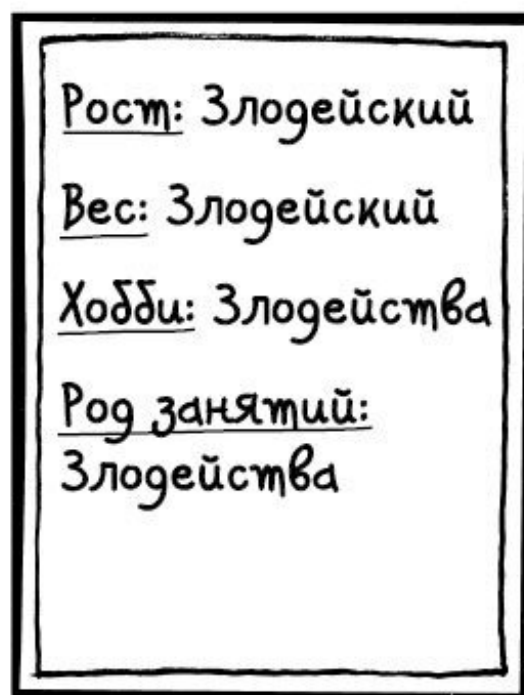 Рост: Злодейский
Вес: Злодейский
Хобби: Злодейства
Род занятий:
Злодейства